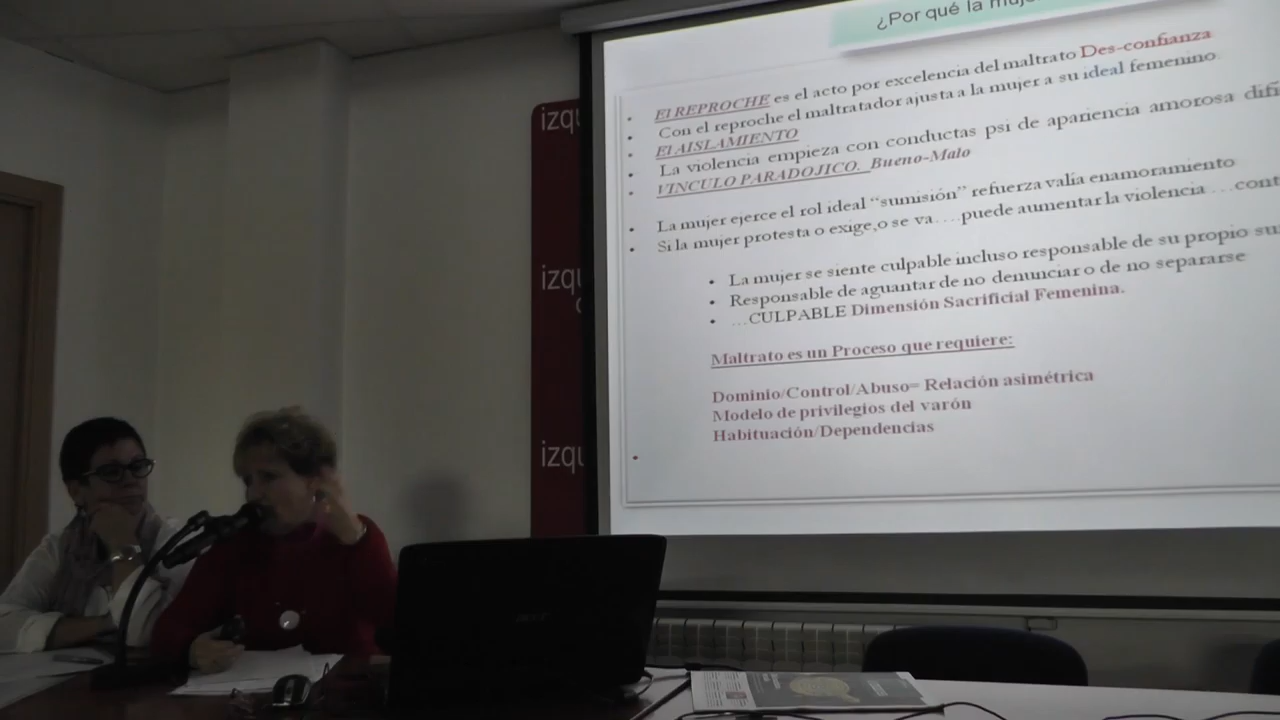 ¿Por qué la
El REPROCHE es el acto por excelencia del maltrato Des-confianza
Con el reproche el maltratador ajusta a la mujer a su ideal femenino.
El AISLAMIENTO
La violencia empieza con conductas psi de apariencia amorosa
VINCULO PARADOJICO. Bueno-Malo
La mujer ejerce el rol ideal “sumisión” refuerza valía enamoramiento
Si la mujer protesta o exige,o se va....puede aumentar la violencia ...
La mujer se siente culpable incluso responsable de su propio
Responsable de aguantar de no denunciar o de no separarse
...CULPABLE Dimensión Sacrificial Femenina.
Maltrato es un Proceso que requiere:
Dominio/Control/Abuso= Relación asimétrica
Modelo de privilegios del varón
Habituación/Dependencias
izqu
izqu
izqu
acer